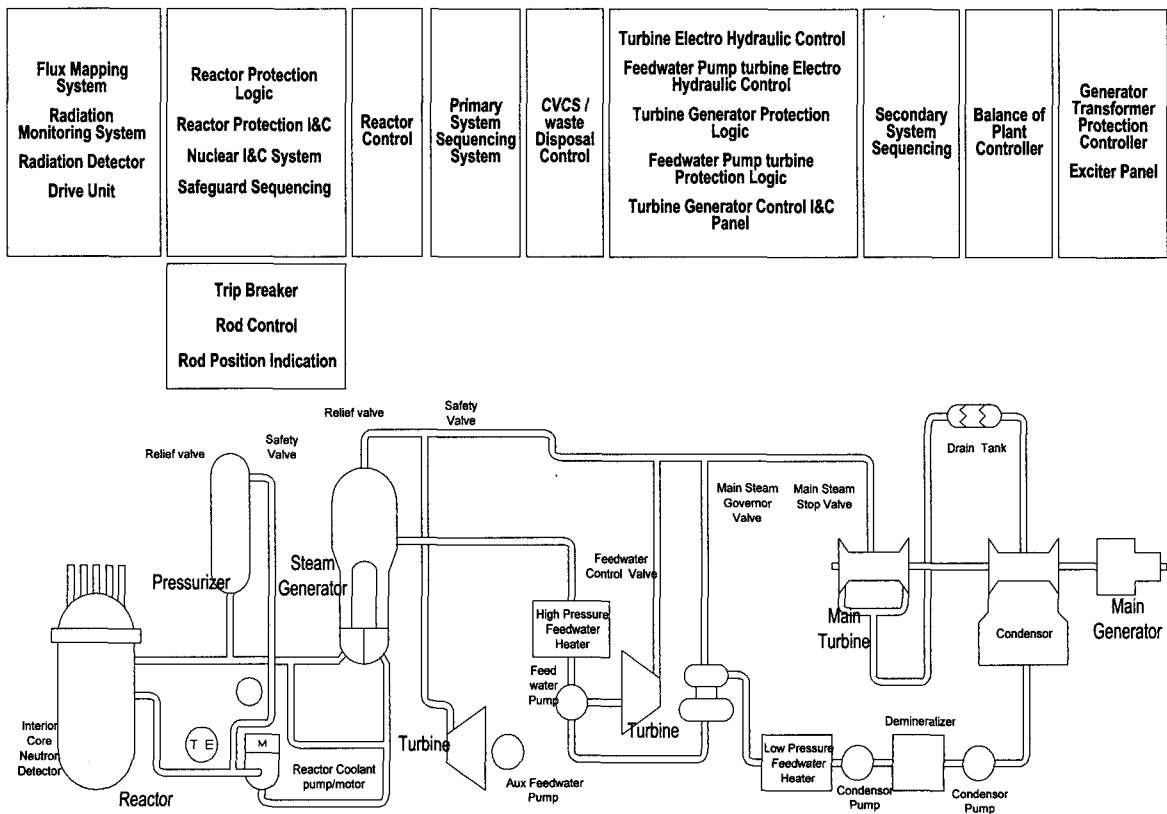 Flux Mapping
System
Radiation
Monitoring System
Radiation Detector
Drive Unit
Reactor Protection
Logic
Reactor Protection I&C
Nuclear I&C System
Safeguard Sequencing
Reactor
Control
Primary
System
Sequencing
System
CVCS /
waste
Disposal
Control
Turbine Electro Hydraulic Control
Feedwater Pump turbine Electro
Hydraulic Control
Turbine Generator Protection
Logic
Feedwater Pump turbine
Protection Logic
Turbine Generator Control I&C
Panel
Secondary
System
Sequencing
Balance of
Plant
Controller
Generator
Transformer
Protection
Controller
Exciter Panel
Trip Breaker
Rod Control
Rod Position Indication
Relief valve
Safety
Valve
Relief valve
Safety
Valve
Drain Tank
Main Steam
Governor
Valve
Main Steam
Stop Valve
Pressurizer
Steam
Generator
Feedwater
Control Valve
High Pressure
Feedwater
Heater
Main
Turbine
Condensor
Main
Generator
Feed
water
Pump
Turbine
Interior
Core
Neutron
Detector
T E
M
Reactor
Reactor Coolant
pump/motor
Turbine
Aux Feedwater
Pump
Low Pressure
Feedwater
Heater
Condensor
Pump
Demineralizer
Condensor
Pump